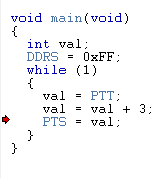 void main(void)
{
int val;
DDRS = 0xFF;
while (1)
{
val = PTT;
val = val + 3;
PTS = val;
}
}